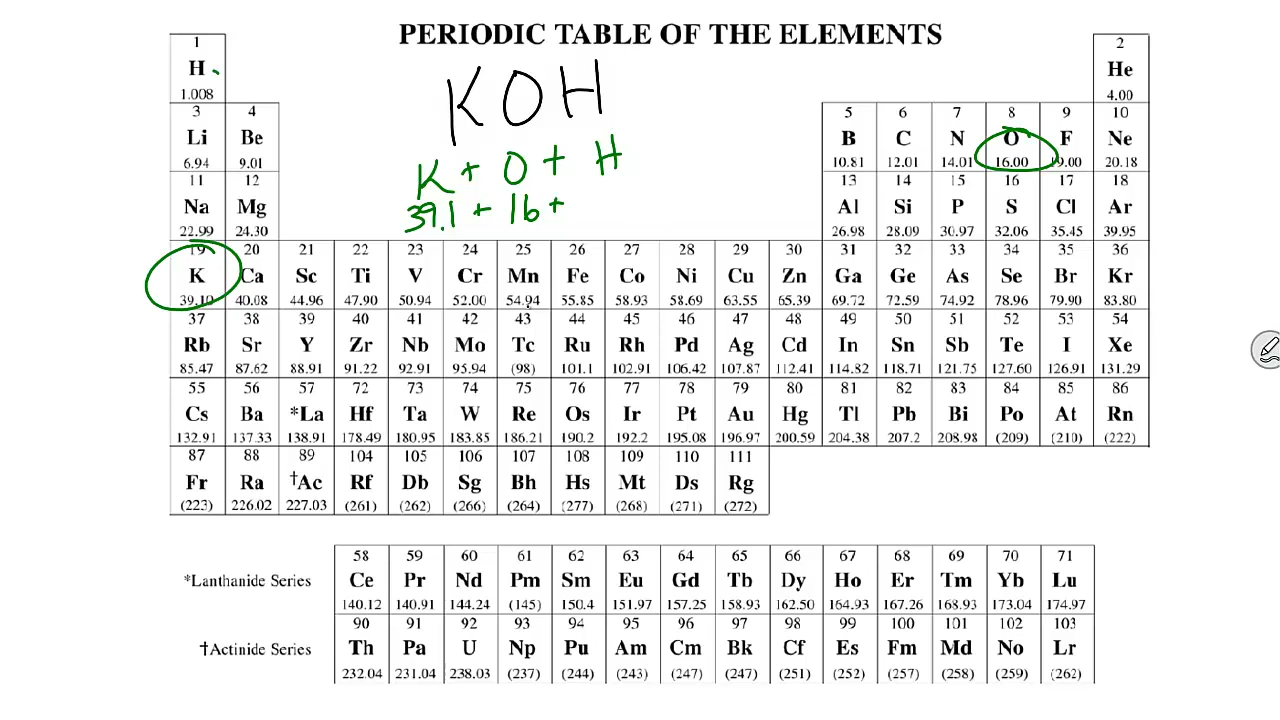 PERIODIC TABLE OF THE ELEMENTS
KOH
K + O + H
39.1 + 16 +
1 2
H He
1.008 4.00
3 4 5 6 7 8 9 10
Li Be B C N O F Ne
6.94 9.01 10.81 12.01 14.01 16.00 19.00 20.18
11 12 13 14 15 16 17 18
Na Mg Al Si P S Cl Ar
22.99 24.30 26.98 28.09 30.97 32.06 35.45 39.95
19 20 21 22 23 24 25 26 27 28 29 30 31 32 33 34 35 36
K Ca Sc Ti V Cr Mn Fe Co Ni Cu Zn Ga Ge As Se Br Kr
39.10 40.08 44.96 47.90 50.94 52.00 54.94 55.85 58.93 58.69 63.55 65.39 69.72 72.59 74.92 78.96 79.90 83.80
37 38 39 40 41 42 43 44 45 46 47 48 49 50 51 52 53 54
Rb Sr Y Zr Nb Mo Tc Ru Rh Pd Ag Cd In Sn Sb Te I Xe
85.47 87.62 88.91 91.22 92.91 95.94 (98) 101.1 102.91 106.42 107.87 112.41 114.82 118.71 121.75 127.60 126.91 131.29
55 56 57 72 73 74 75 76 77 78 79 80 81 82 83 84 85 86
Cs Ba *La Hf Ta W Re Os Ir Pt Au Hg Tl Pb Bi Po At Rn
132.91 137.33 138.91 178.49 180.95 183.85 186.21 190.2 192.2 195.08 196.97 200.59 204.38 207.2 208.98 (209) (210) (222)
87 88 89 104 105 106 107 108 109 110 111
Fr Ra †Ac Rf Db Sg Bh Hs Mt Ds Rg
(223) 226.02 227.03 (261) (262) (266) (264) (277) (268) (271) (272)
58 59 60 61 62 63 64 65 66 67 68 69 70 71
*Lanthanide Series Ce Pr Nd Pm Sm Eu Gd Tb Dy Ho Er Tm Yb Lu
140.12 140.91 144.24 (145) 150.4 151.97 157.25 158.93 162.50 164.93 167.26 168.93 173.04 174.97
90 91 92 93 94 95 96 97 98 99 100 101 102 103
†Actinide Series Th Pa U Np Pu Am Cm Bk Cf Es Fm Md No Lr
232.04 231.04 238.03 (237) (244) (243) (247) (247) (251) (252) (257) (258) (259) (262)